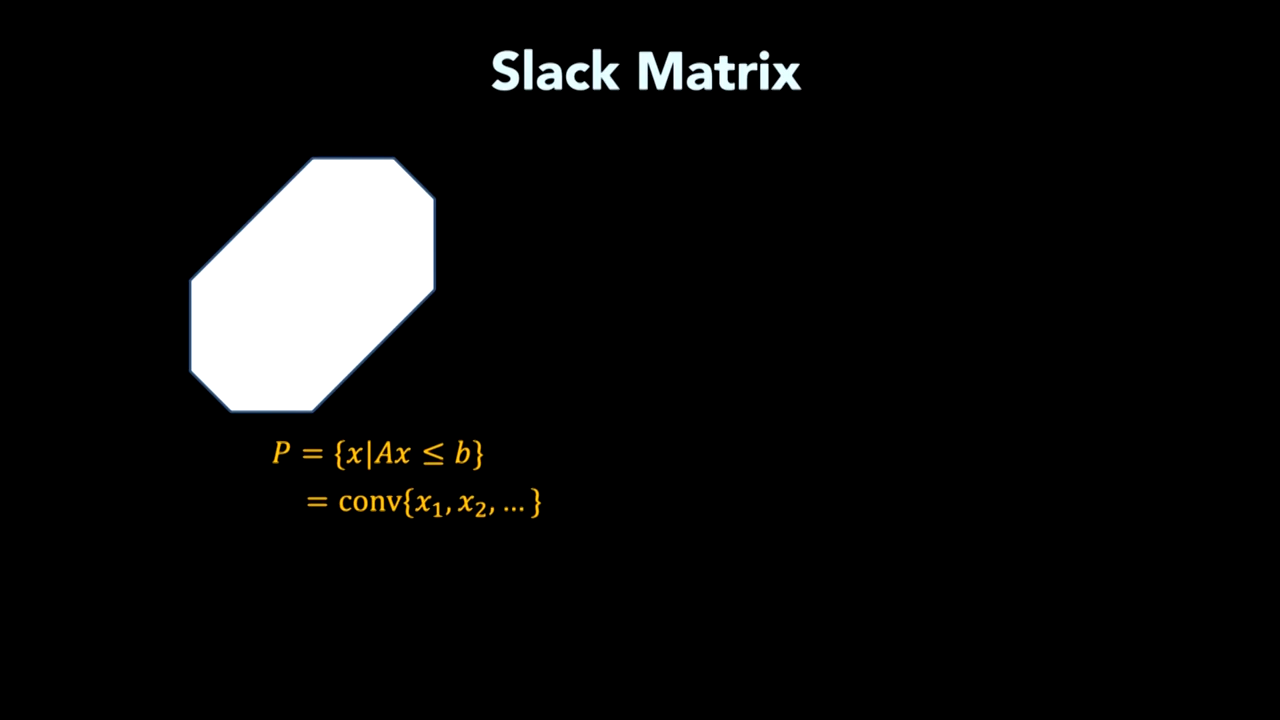 Slack Matrix
P = {x|Ax ≤ b}
= conv{x₁, x₂, … }